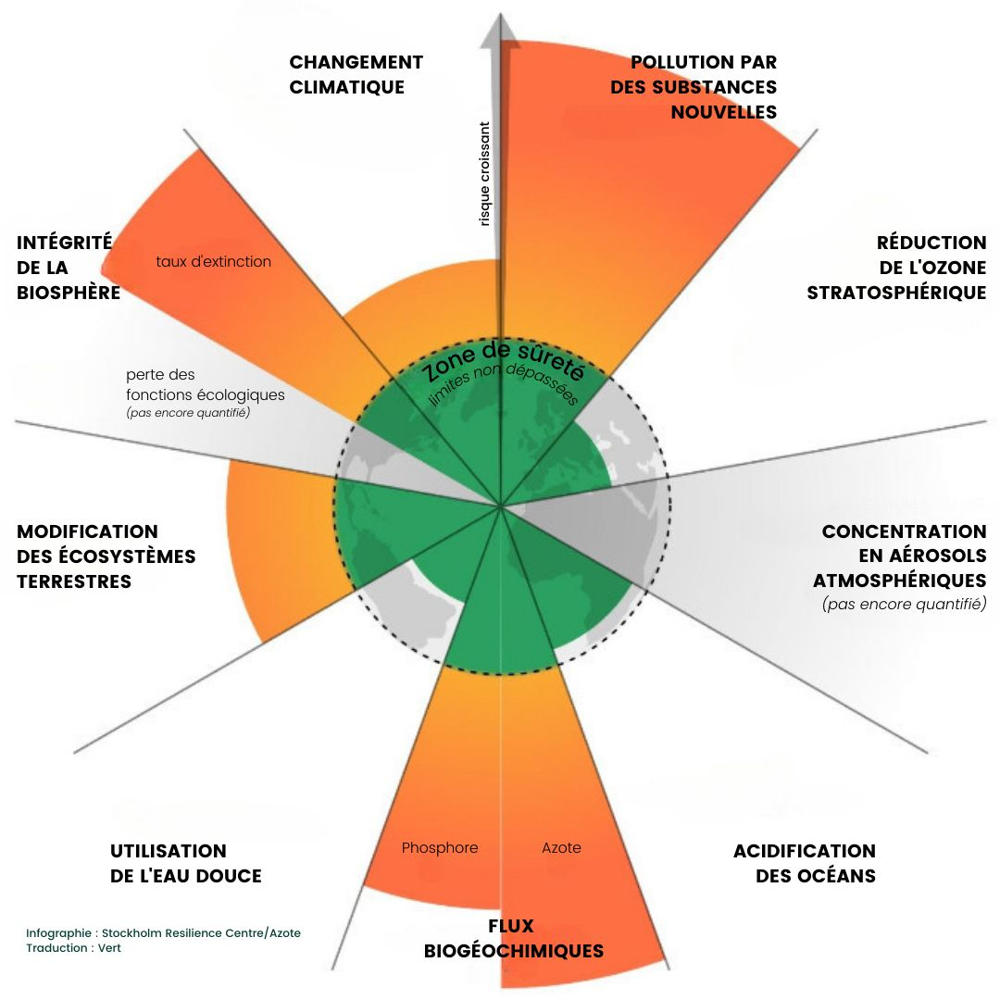 CHANGEMENT
CLIMATIQUE
POLLUTION PAR
DES SUBSTANCES
NOUVELLES
risque croissant
INTÉGRITÉ
DE LA
BIOSPHÈRE
taux d'extinction
RÉDUCTION
DE L'OZONE
STRATOSPHÉRIQUE
Zone de sûreté
limites non dépassées
perte des
fonctions écologiques
(pas encore quantifié)
MODIFICATION
DES ÉCOSYSTÈMES
TERRESTRES
CONCENTRATION
EN AÉROSOLS
ATMOSPHÉRIQUES
(pas encore quantifié)
UTILISATION
DE L'EAU DOUCE
Phosphore
Azote
ACIDIFICATION
DES OCÉANS
FLUX
BIOGÉOCHIMIQUES
Infographie : Stockholm Resilience Centre/Azote
Traduction : Vert